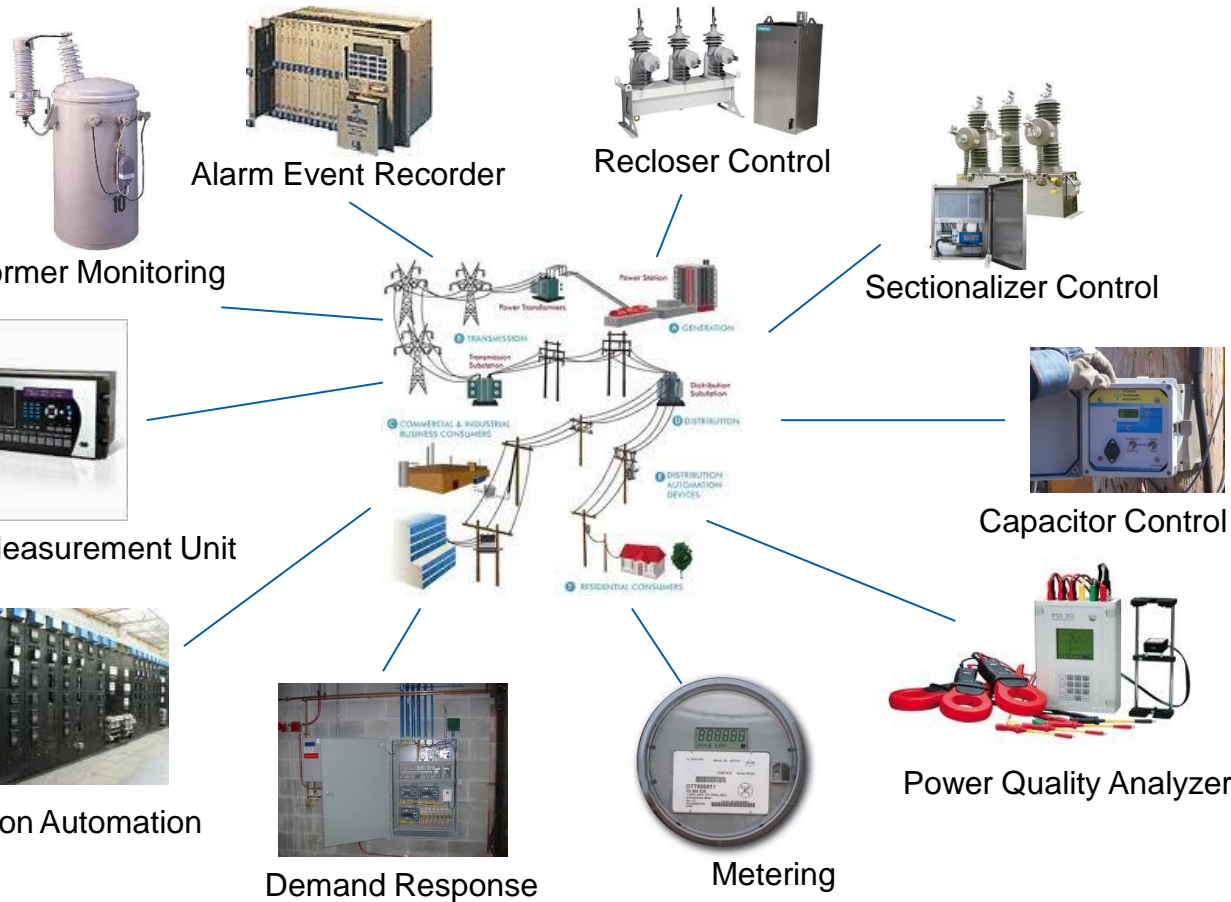 Alarm Event Recorder
Recloser Control
ormer Monitoring
Sectionalizer Control
Power Station
Power Transformers
A GENERATION
B TRANSMISSION
Transmission
Substation
Distribution
Substation
C COMMERCIAL & INDUSTRIAL
BUSINESS CONSUMERS
D DISTRIBUTION
E DISTRIBUTION
AUTOMATION
DEVICES
F RESIDENTIAL CONSUMERS
10
Capacitor Control
easurement Unit
Power Quality Analyzer
on Automation
Demand Response
Metering